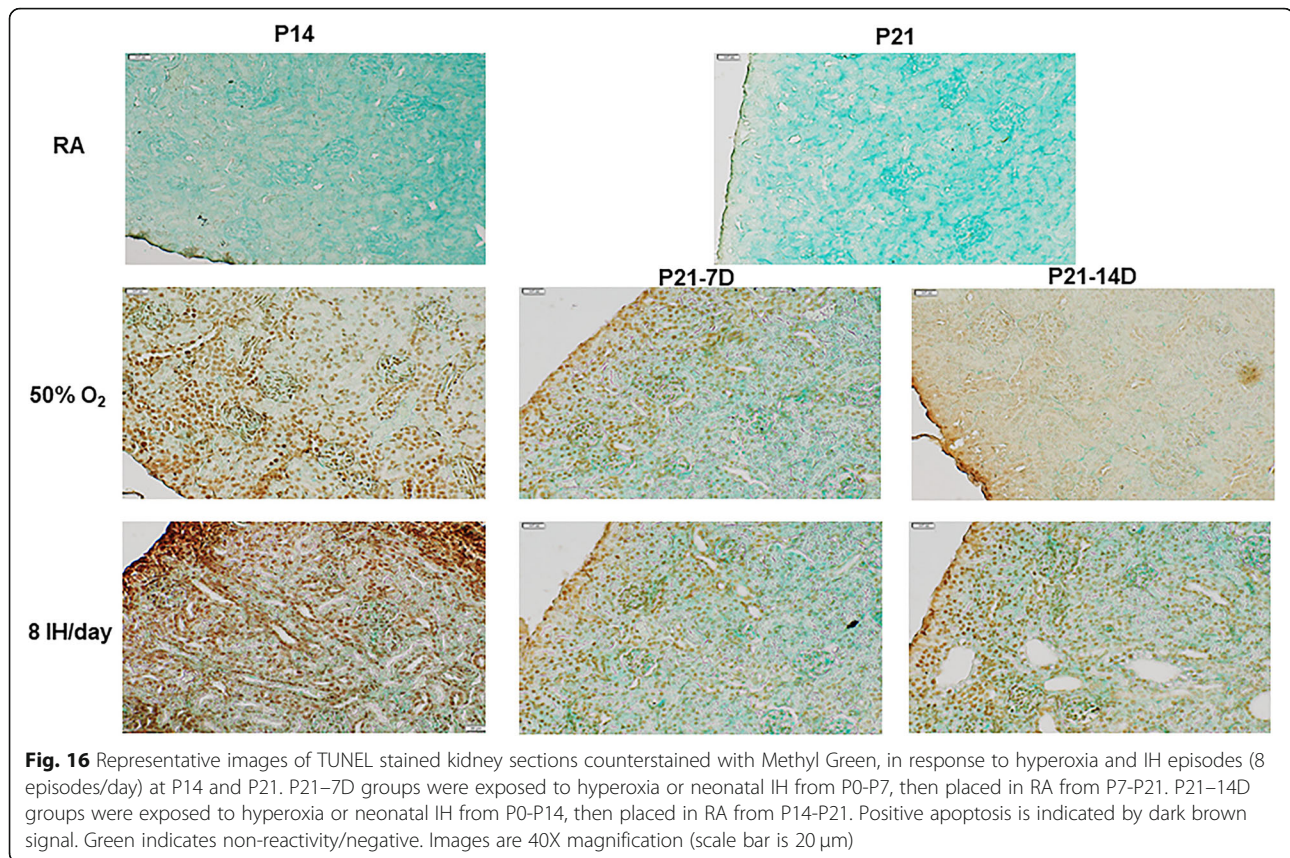 P14
P21
RA
P21-7D
P21-14D
50% O₂
8 IH/day
Fig. 16 Representative images of TUNEL stained kidney sections counterstained with Methyl Green, in response to hyperoxia and IH episodes (8
episodes/day) at P14 and P21. P21–7D groups were exposed to hyperoxia or neonatal IH from P0-P7, then placed in RA from P7-P21. P21–14D
groups were exposed to hyperoxia or neonatal IH from P0-P14, then placed in RA from P14-P21. Positive apoptosis is indicated by dark brown
signal. Green indicates non-reactivity/negative. Images are 40X magnification (scale bar is 20 μm)